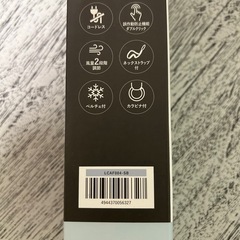 コードレス
誤作動防止機能
ダブルクリック
風量2段階
調節
ネックストラップ
付
ペルチェ付
カラビナ付
LCAF004-SB
4944370056327